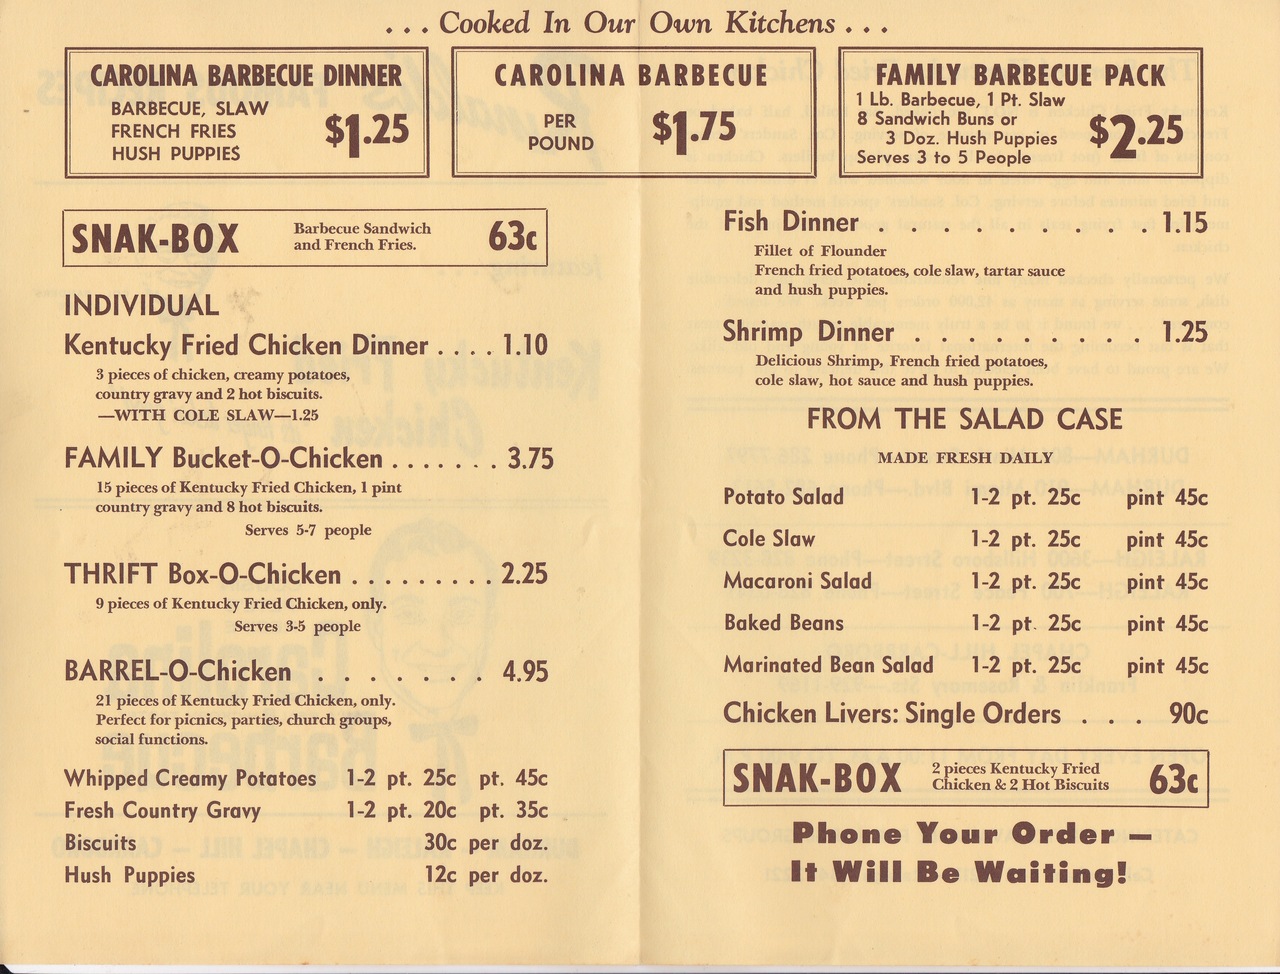 . . . Cooked In Our Own Kitchens . . .
CAROLINA BARBECUE DINNER
BARBECUE, SLAW
FRENCH FRIES
HUSH PUPPIES
$1.25
CAROLINA BARBECUE
PER
POUND
$1.75
FAMILY BARBECUE PACK
1 Lb. Barbecue, 1 Pt. Slaw
8 Sandwich Buns or
3 Doz. Hush Puppies
Serves 3 to 5 People
$2.25
SNAK-BOX
Barbecue Sandwich
and French Fries.
63c
INDIVIDUAL
Kentucky Fried Chicken Dinner . . . . 1.10
3 pieces of chicken, creamy potatoes,
country gravy and 2 hot biscuits.
—WITH COLE SLAW—1.25
FAMILY Bucket-O-Chicken . . . . . . . 3.75
15 pieces of Kentucky Fried Chicken, 1 pint
country gravy and 8 hot biscuits.
Serves 5-7 people
THRIFT Box-O-Chicken . . . . . . . . . 2.25
9 pieces of Kentucky Fried Chicken, only.
Serves 3-5 people
BARREL-O-Chicken . . . . . . . . 4.95
21 pieces of Kentucky Fried Chicken, only.
Perfect for picnics, parties, church groups,
social functions.
Whipped Creamy Potatoes 1-2 pt. 25c pt. 45c
Fresh Country Gravy 1-2 pt. 20c pt. 35c
Biscuits 30c per doz.
Hush Puppies 12c per doz.
Fish Dinner . . . . . . . . . . . . . 1.15
Fillet of Flounder
French fried potatoes, cole slaw, tartar sauce
and hush puppies.
Shrimp Dinner . . . . . . . . . . . 1.25
Delicious Shrimp, French fried potatoes,
cole slaw, hot sauce and hush puppies.
FROM THE SALAD CASE
MADE FRESH DAILY
Potato Salad 1-2 pt. 25c pint 45c
Cole Slaw 1-2 pt. 25c pint 45c
Macaroni Salad 1-2 pt. 25c pint 45c
Baked Beans 1-2 pt. 25c pint 45c
Marinated Bean Salad 1-2 pt. 25c pint 45c
Chicken Livers: Single Orders . . . 90c
SNAK-BOX
2 pieces Kentucky Fried
Chicken & 2 Hot Biscuits
63c
Phone Your Order —
It Will Be Waiting!